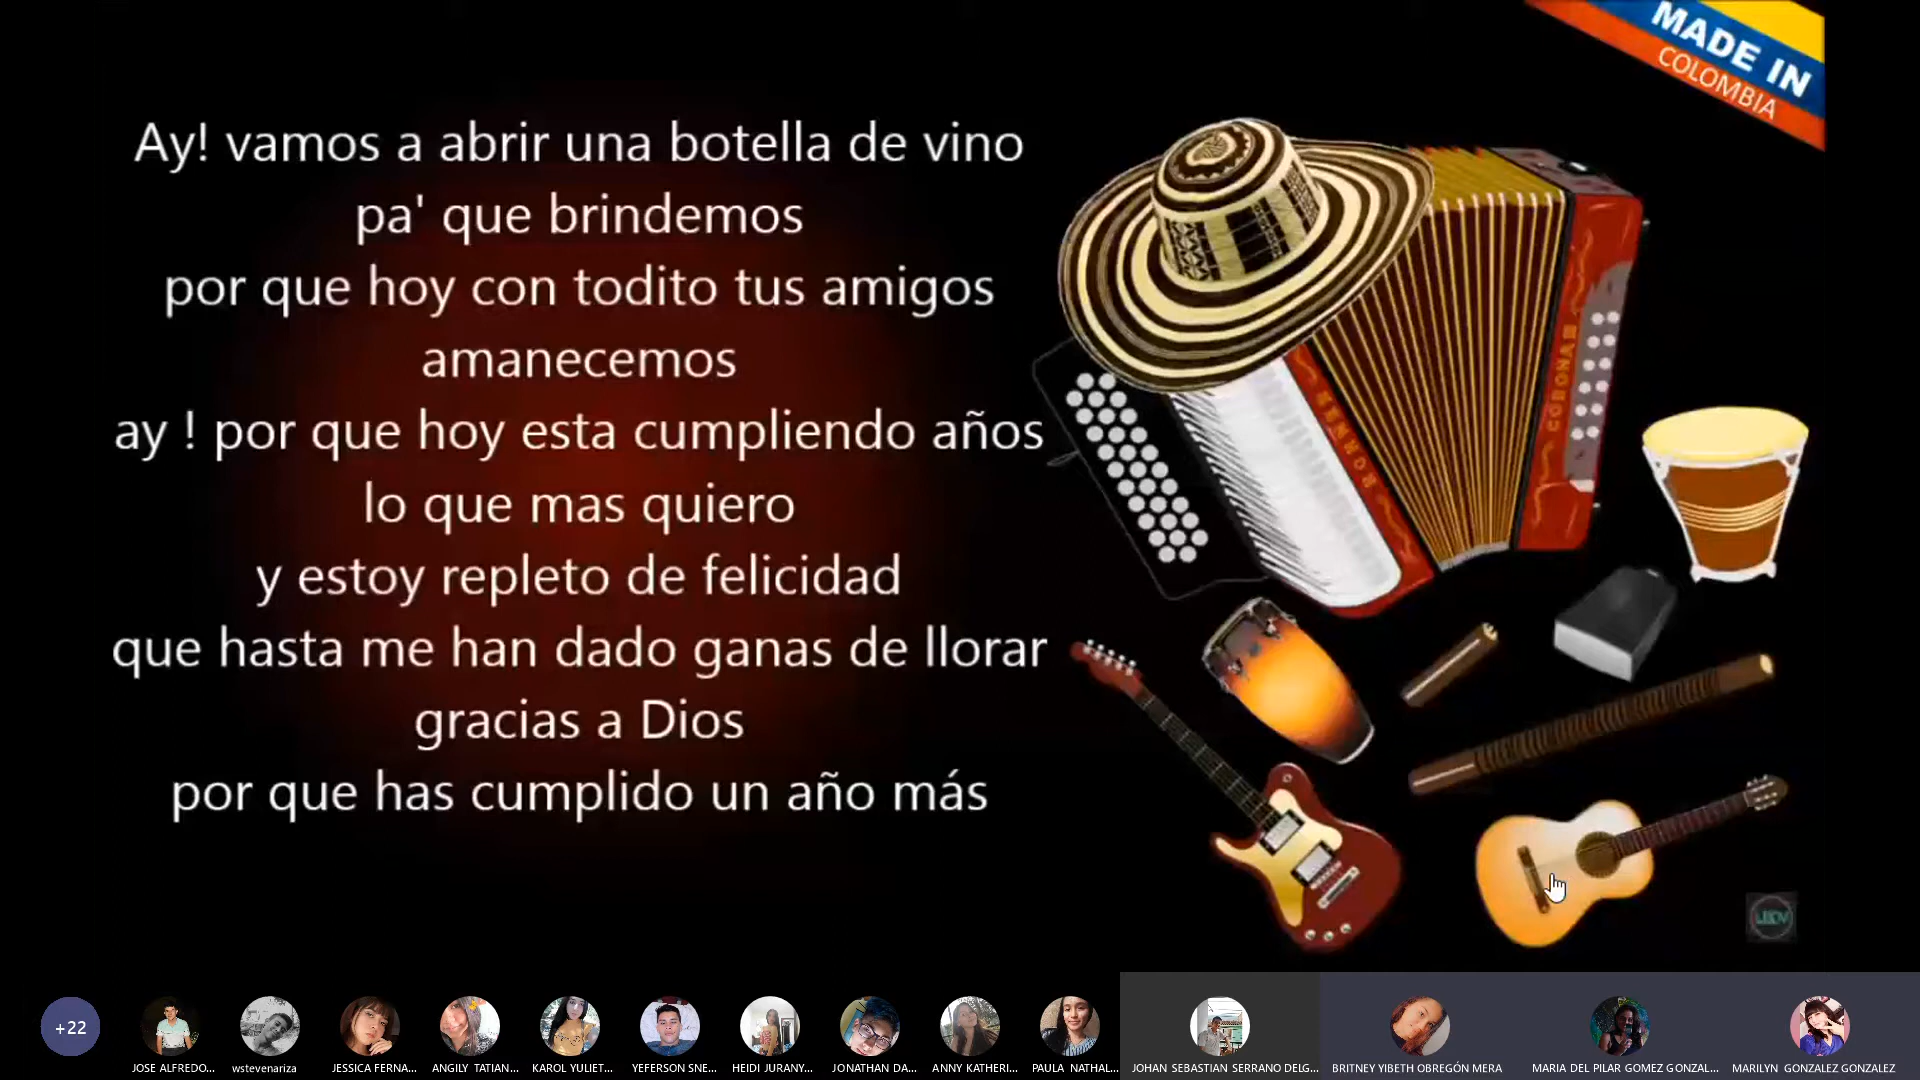 MADE IN
COLOMBIA
Ay! vamos a abrir una botella de vino
pa' que brindemos
por que hoy con todito tus amigos
amanecemos
ay ! por que hoy esta cumpliendo años
lo que mas quiero
y estoy repleto de felicidad
que hasta me han dado ganas de llorar
gracias a Dios
por que has cumplido un año más
HOHNER
CORONA III
+22
JOSE ALFREDO...
wstevenariza
JESSICA FERNA...
ANGILY TATIAN...
KAROL YULIET...
YEFERSON SNE...
HEIDI JURANY...
JONATHAN DA...
ANNY KATHERI...
PAULA NATHAL...
JOHAN SEBASTIAN SERRANO DELG...
BRITNEY YIBETH OBREGÓN MERA
MARIA DEL PILAR GOMEZ GONZAL...
MARILYN GONZALEZ GONZALEZ